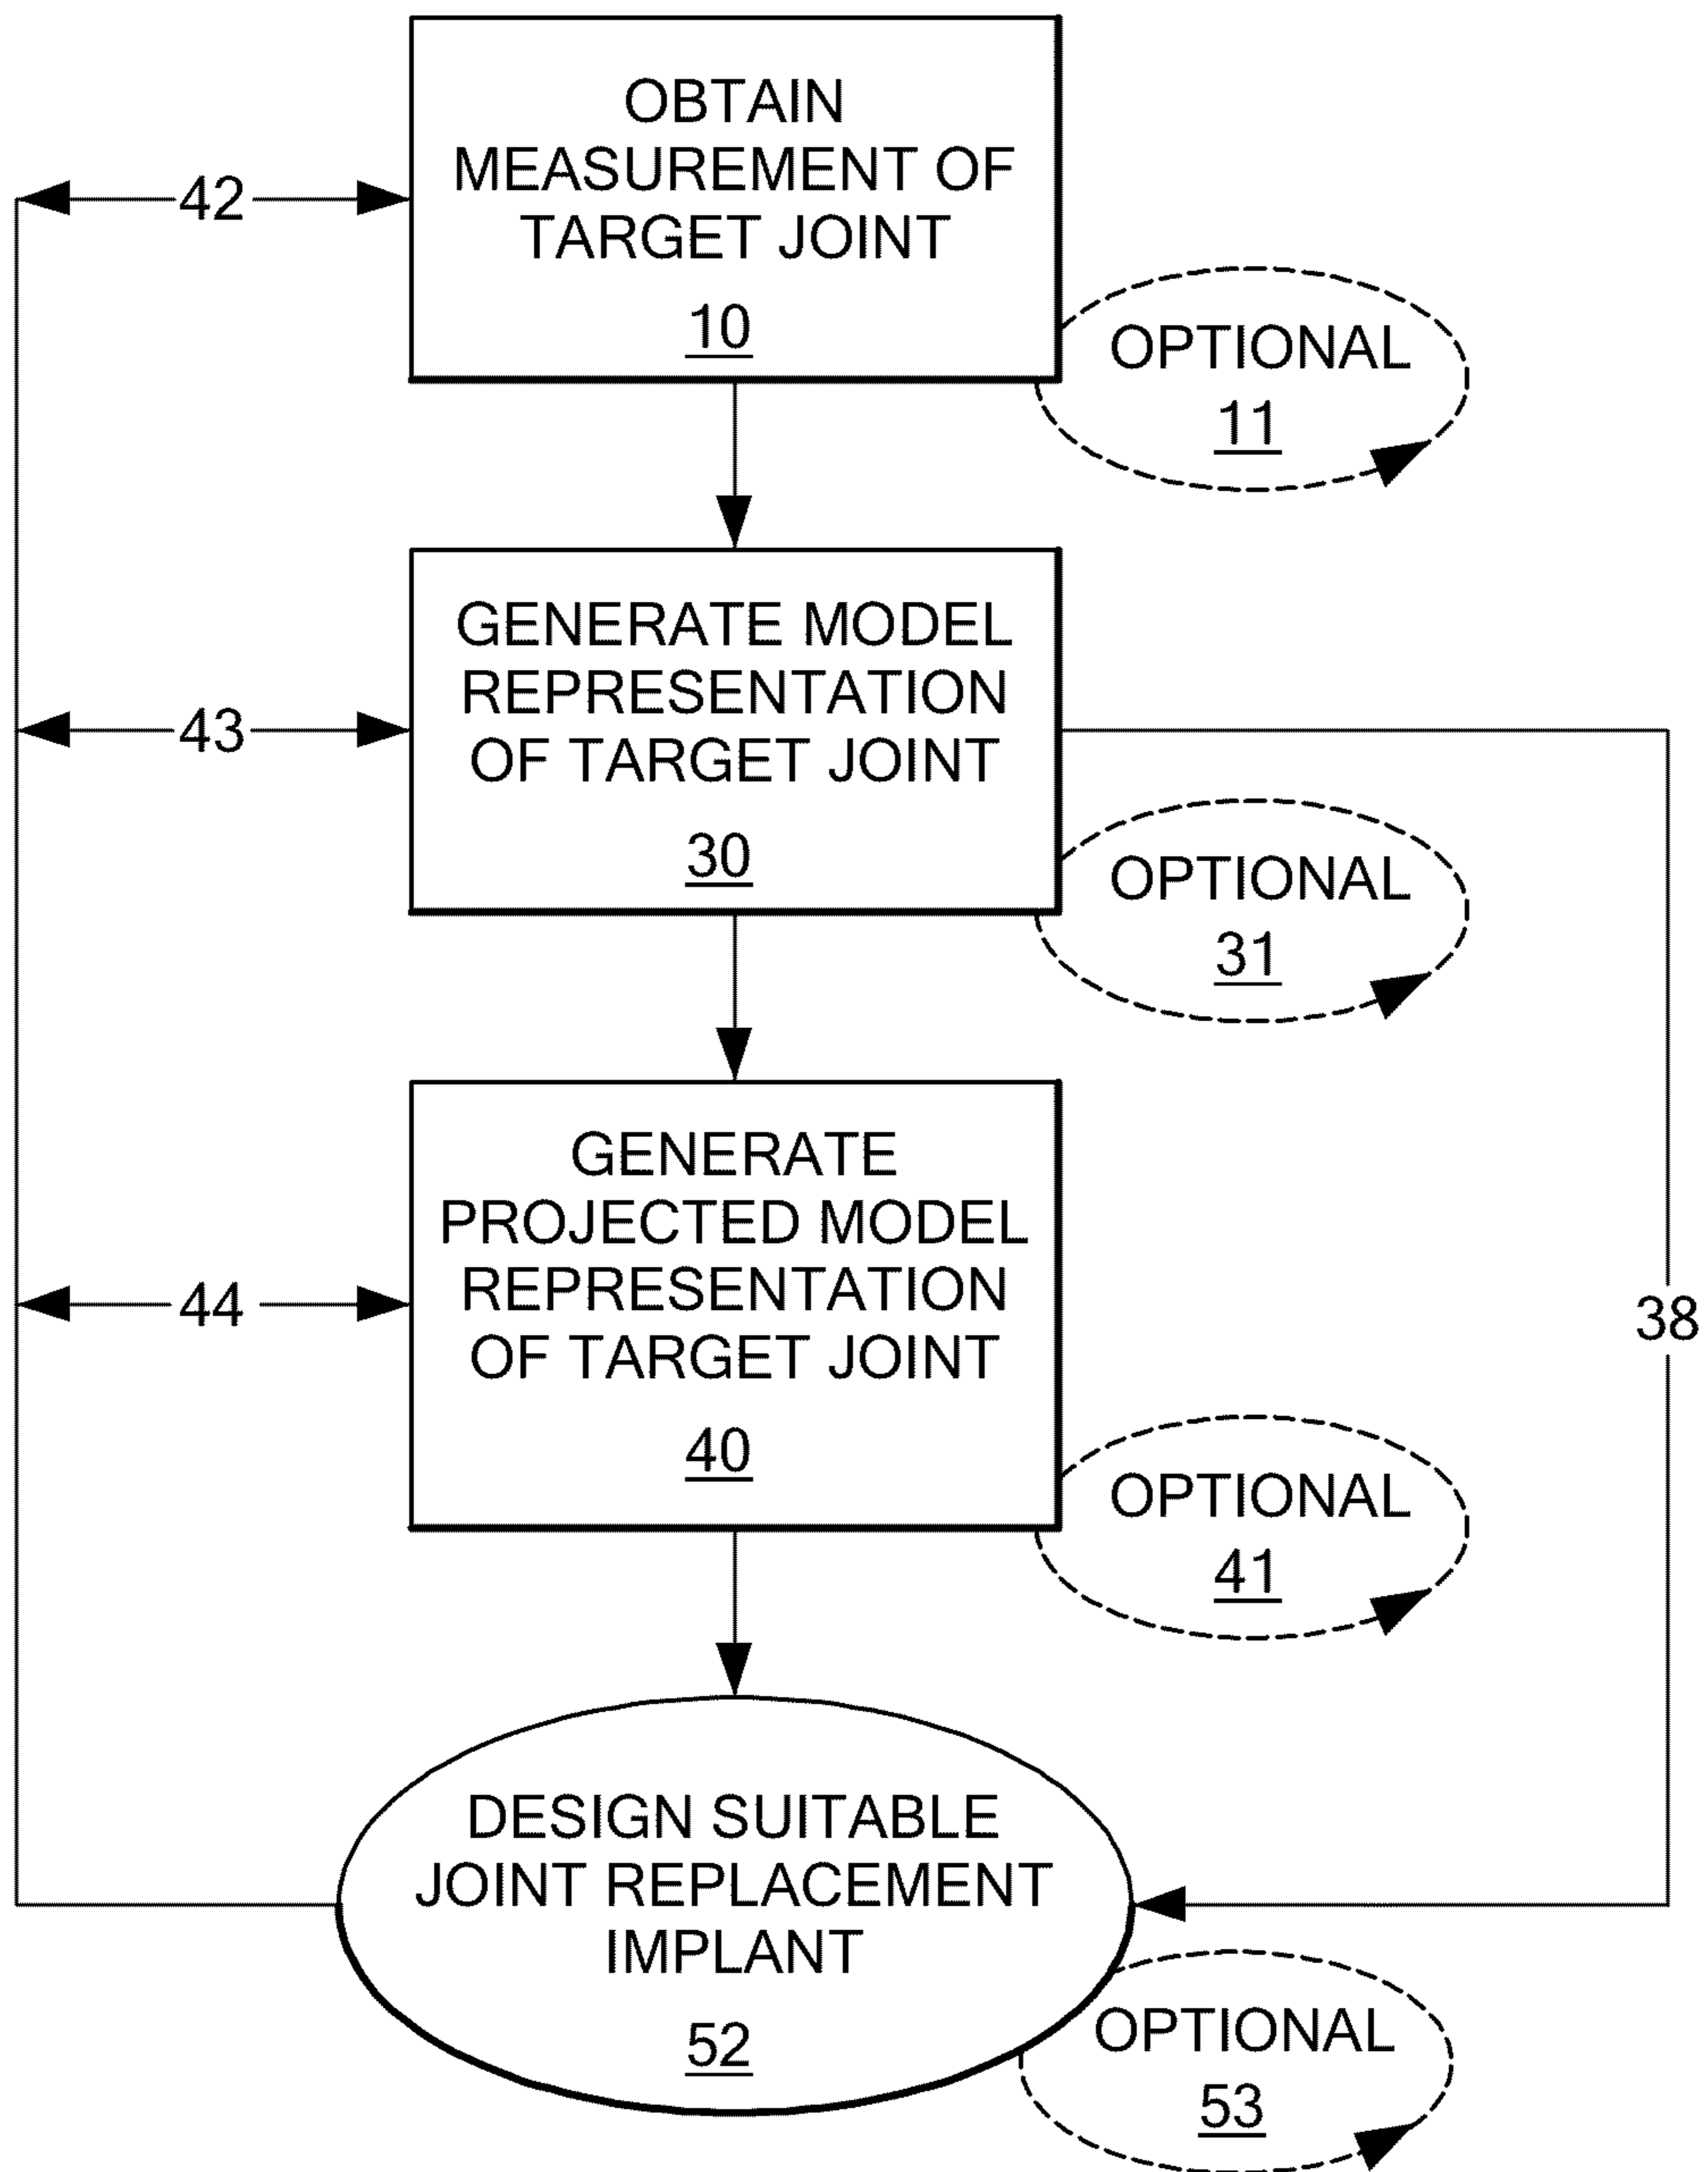 OBTAIN
MEASUREMENT OF
TARGET JOINT
10
42
OPTIONAL
11
GENERATE MODEL
REPRESENTATION
OF TARGET JOINT
30
43
OPTIONAL
31
GENERATE
PROJECTED MODEL
REPRESENTATION
OF TARGET JOINT
40
44
38
OPTIONAL
41
DESIGN SUITABLE
JOINT REPLACEMENT
IMPLANT
52
OPTIONAL
53